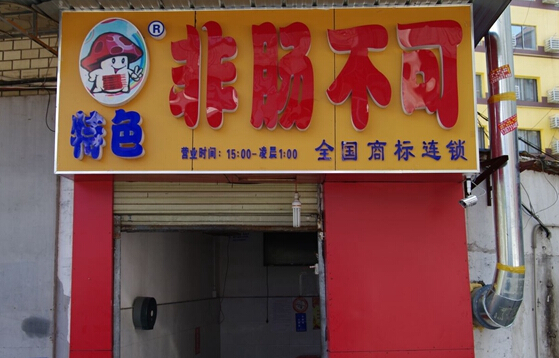 ®
非肠不可
特色
营业时间：15:00-凌晨1:00
全国商标连锁